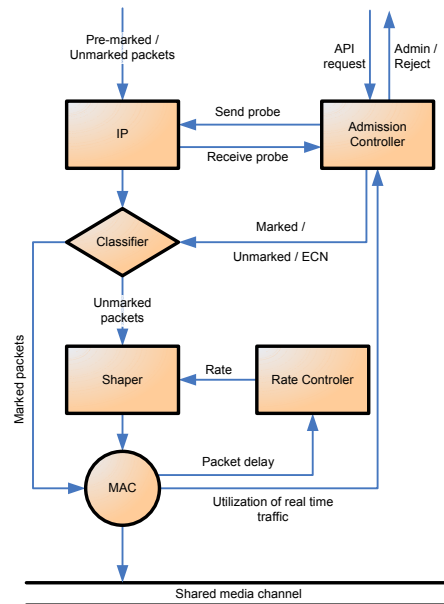 Pre-marked /
Unmarked packets
API
request
Admin /
Reject
Send probe
IP
Admission
Controller
Receive probe
Classifier
Marked /
Unmarked / ECN
Unmarked
packets
Marked packets
Shaper
Rate
Rate Controler
Packet delay
MAC
Utilization of real time
traffic
Shared media channel